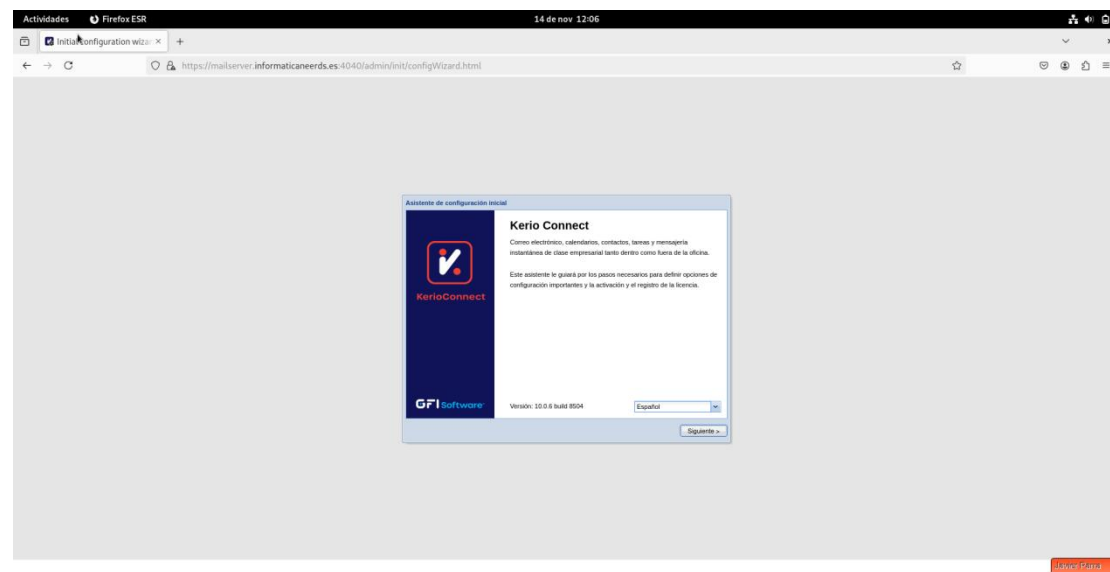 Actividades Firefox ESR 14 de nov 12:06
Initial configuration wizar × +
https://mailserver.informaticaneerds.es:4040/admin/init/configWizard.html
Asistente de configuración inicial
Kerio Connect
Correo electrónico, calendarios, contactos, tareas y mensajería
instantánea de clase empresarial tanto dentro como fuera de la oficina.
Este asistente le guiará por los pasos necesarios para definir opciones de
configuración importantes y la activación y el registro de la licencia.
KerioConnect
GFI Software
Versión: 10.0.6 build 8504 Español
Siguiente »
Javier Parra